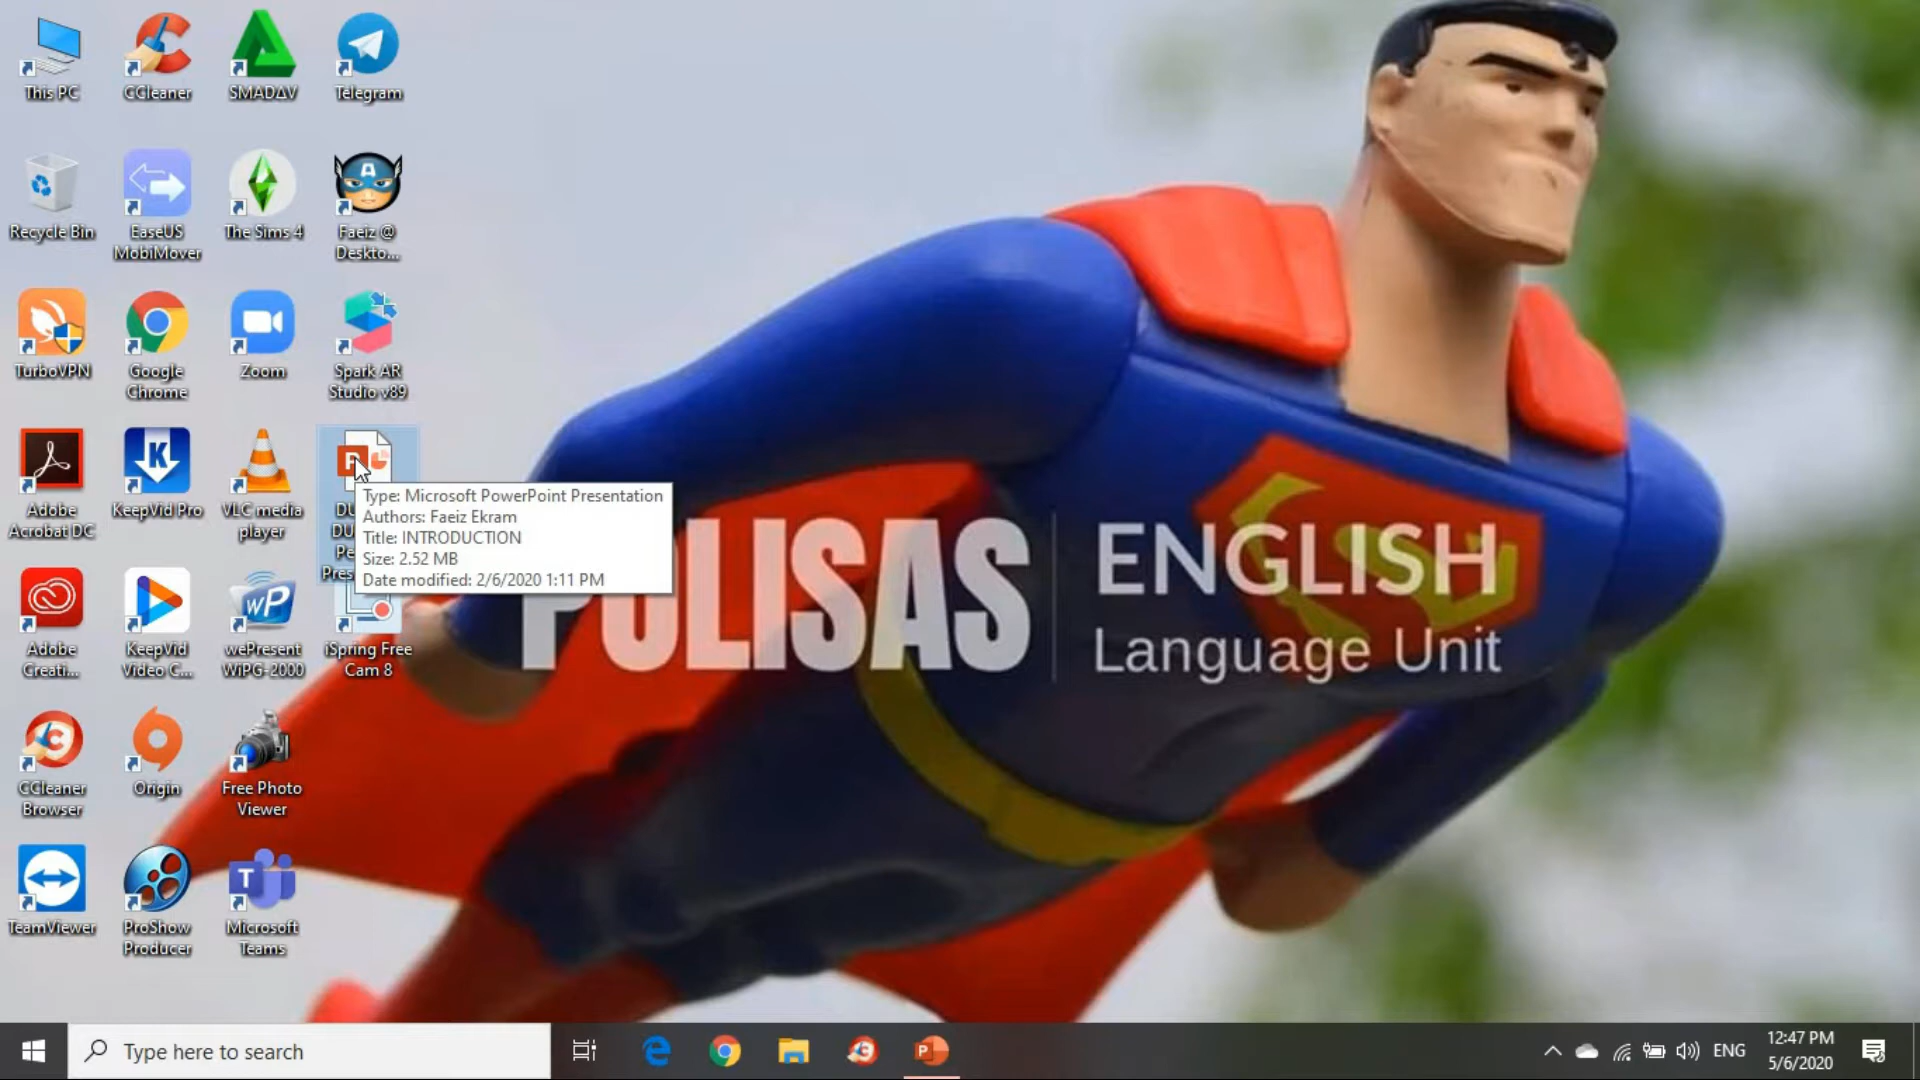 This PC
CCleaner
SMADΔV
Telegram
Recycle Bin
EaseUS
MobiMover
The Sims 4
Faeiz @
Deskto...
TurboVPN
Google
Chrome
Zoom
Spark AR
Studio v89
Adobe
Acrobat DC
KeepVid Pro
VLC media
player
Type: Microsoft PowerPoint Presentation
Authors: Faeiz Ekram
Title: INTRODUCTION
Size: 2.52 MB
Date modified: 2/6/2020 1:11 PM
POLISAS
ENGLISH
Language Unit
Adobe
Creati...
KeepVid
Video C...
wePresent
WiPG-2000
iSpring Free
Cam 8
CCleaner
Browser
Origin
Free Photo
Viewer
TeamViewer
ProShow
Producer
Microsoft
Teams
Type here to search
ENG
12:47 PM
5/6/2020